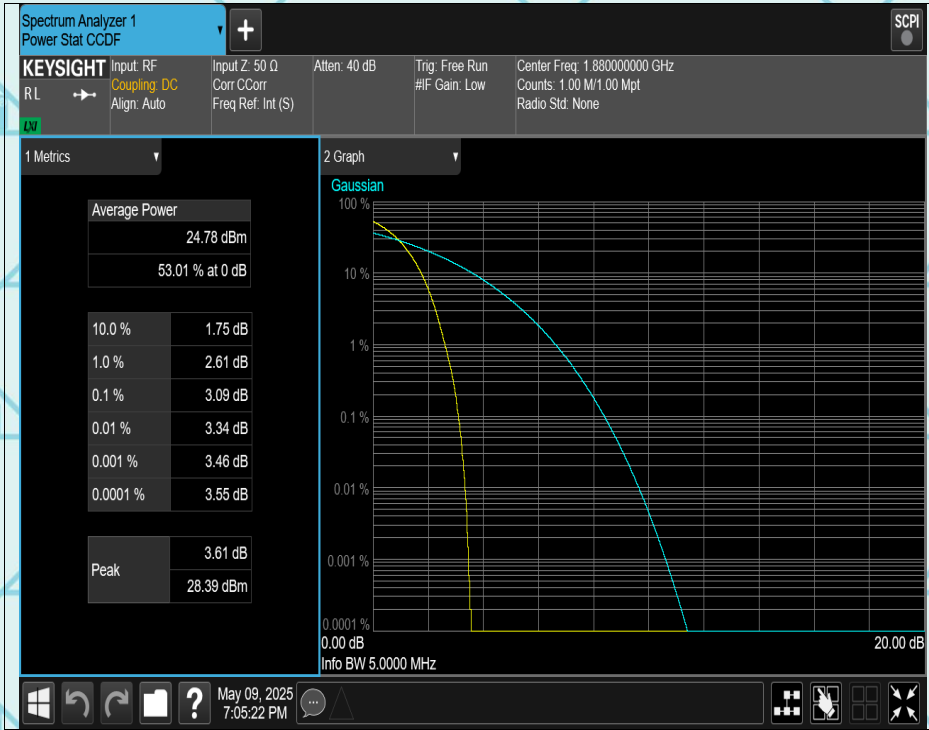 Spectrum Analyzer 1
Power Stat CCDF
+
SCPI
KEYSIGHT
RL
LXI
Input: RF
Coupling: DC
Align: Auto
Input Z: 50 Ω
Corr CCorr
Freq Ref: Int (S)
Atten: 40 dB
Trig: Free Run
#IF Gain: Low
Center Freq: 1.880000000 GHz
Counts: 1.00 M/1.00 Mpt
Radio Std: None
1 Metrics
Average Power
24.78 dBm
53.01 % at 0 dB
10.0 % 1.75 dB
1.0 % 2.61 dB
0.1 % 3.09 dB
0.01 % 3.34 dB
0.001 % 3.46 dB
0.0001 % 3.55 dB
Peak 3.61 dB
28.39 dBm
2 Graph
Gaussian
100 %
10 %
1 %
0.1 %
0.01 %
0.001 %
0.0001 %
0.00 dB 20.00 dB
Info BW 5.0000 MHz
?
May 09, 2025
7:05:22 PM